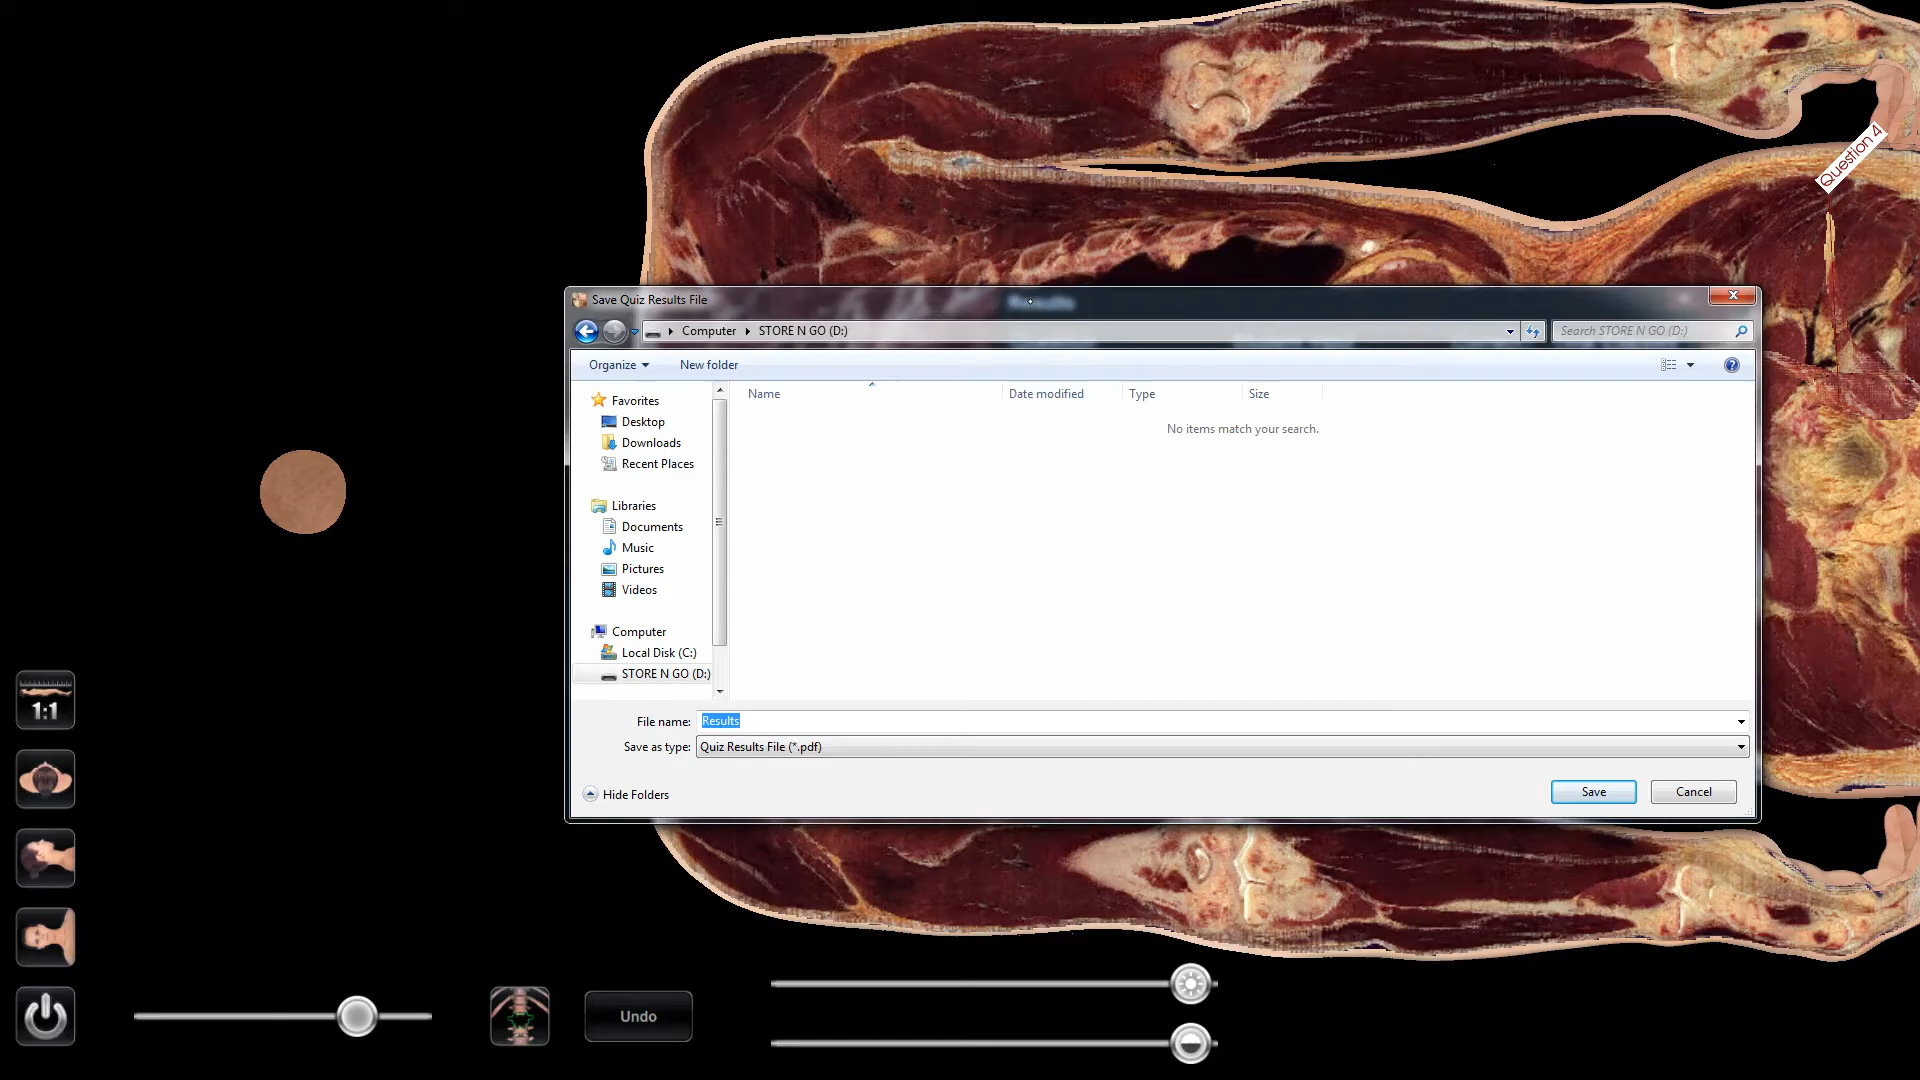 Question 4
Save Quiz Results File
Results
Computer STORE N GO (D:)
Search STORE N GO (D:)
Organize New folder
Name Date modified Type Size
No items match your search.
Favorites
Desktop
Downloads
Recent Places
Libraries
Documents
Music
Pictures
Videos
Computer
Local Disk (C:)
STORE N GO (D:)
File name: Results
Save as type: Quiz Results File (*.pdf)
Hide Folders
Save Cancel
1:1
Undo